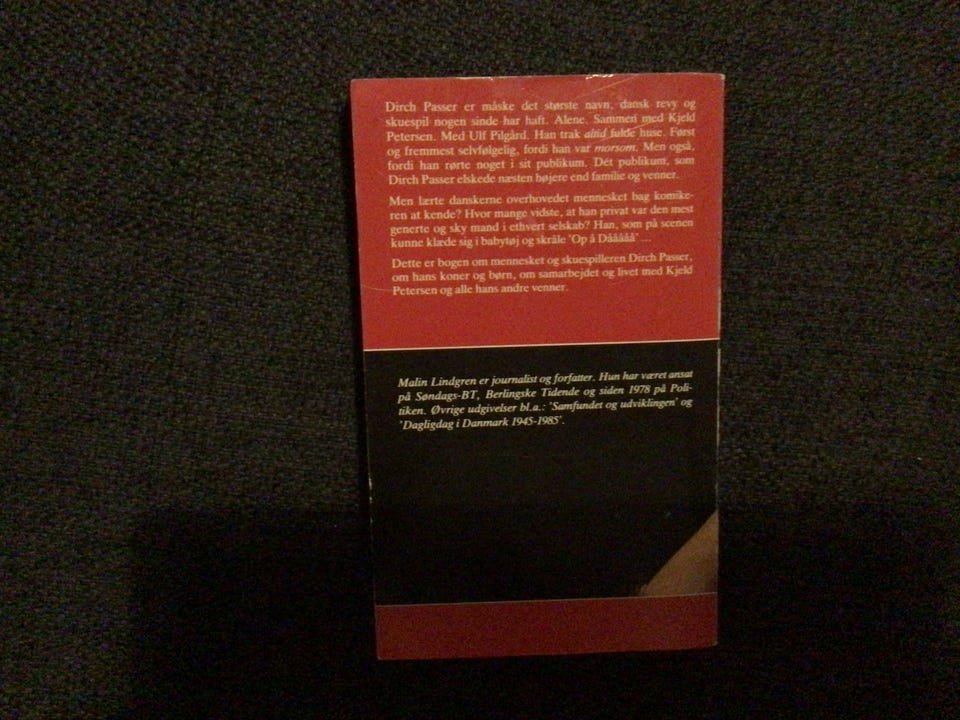 Dirch Passer er måske det største navn, dansk revy og
skuespil nogen sinde har haft. Alene. Sammen med Kjeld
Petersen. Med Ulf Pilgård. Han trak altid fulde huse. Først
og fremmest selvfølgelig, fordi han var morsom. Men også,
fordi han rørte noget i sit publikum. Dét publikum, som
Dirch Passer elskede næsten højere end familie og venner.
Men lærte danskerne overhovedet mennesket bag komike-
ren at kende? Hvor mange vidste, at han privat var den mest
generte og sky mand i ethvert selskab? Han, som på scenen
kunne klæde sig i babytøj og skråle 'Op å Dååååå' ...
Dette er bogen om mennesket og skuespilleren Dirch Passer,
om hans koner og børn, om samarbejdet og livet med Kjeld
Petersen og alle hans andre venner.
Malin Lindgren er journalist og forfatter. Hun har været ansat
på Søndags-BT, Berlingske Tidende og siden 1978 på Poli-
tiken. Øvrige udgivelser bl.a.: 'Samfundet og udviklingen' og
'Dagligdag i Danmark 1945-1985'.